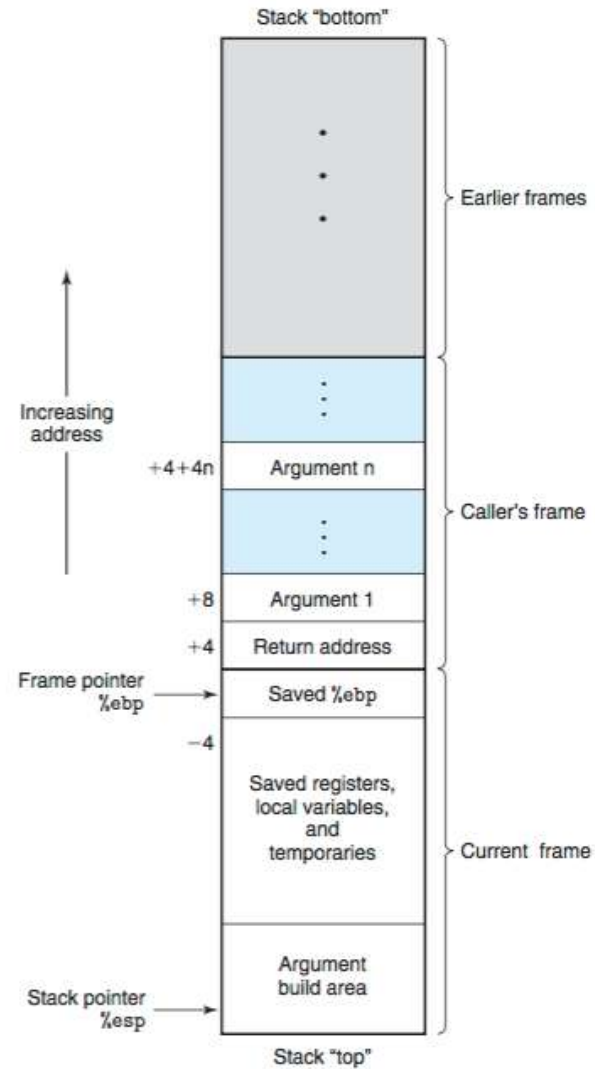 Stack “bottom”
Earlier frames
Increasing
address
+4+4n
Argument n
Caller's frame
+8
Argument 1
+4
Return address
Frame pointer
%ebp
Saved %ebp
−4
Saved registers,
local variables,
and
temporaries
Current frame
Argument
build area
Stack pointer
%esp
Stack “top”